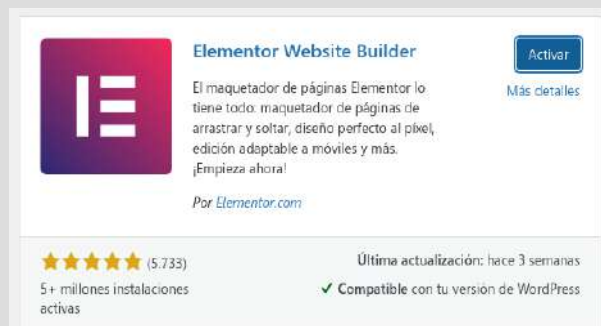 Elementor Website Builder
Activar
El maquetador de páginas Elementor lo
Más detalles
tiene todo: maquetador de páginas de
arrastrar y soltar, diseño perfecto al píxel,
edición adaptable a móviles y más.
¡Empieza ahora!
Por Elementor.com
(5.733)
Última actualización: hace 3 semanas
5+ millones instalaciones
✓ Compatible con tu versión de WordPress
activas